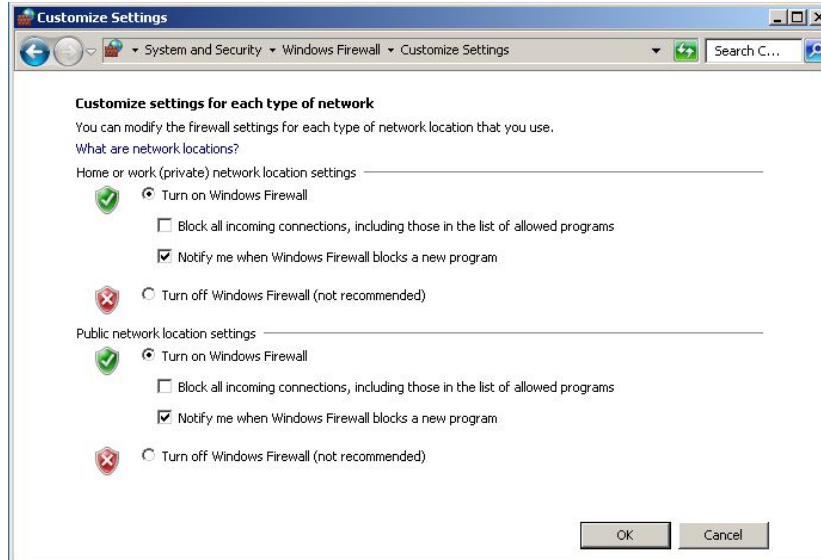 Customize Settings
System and Security Windows Firewall Customize Settings Search C...
Customize settings for each type of network
You can modify the firewall settings for each type of network location that you use.
What are network locations?
Home or work (private) network location settings
Turn on Windows Firewall
Block all incoming connections, including those in the list of allowed programs
Notify me when Windows Firewall blocks a new program
Turn off Windows Firewall (not recommended)
Public network location settings
Turn on Windows Firewall
Block all incoming connections, including those in the list of allowed programs
Notify me when Windows Firewall blocks a new program
Turn off Windows Firewall (not recommended)
OK Cancel